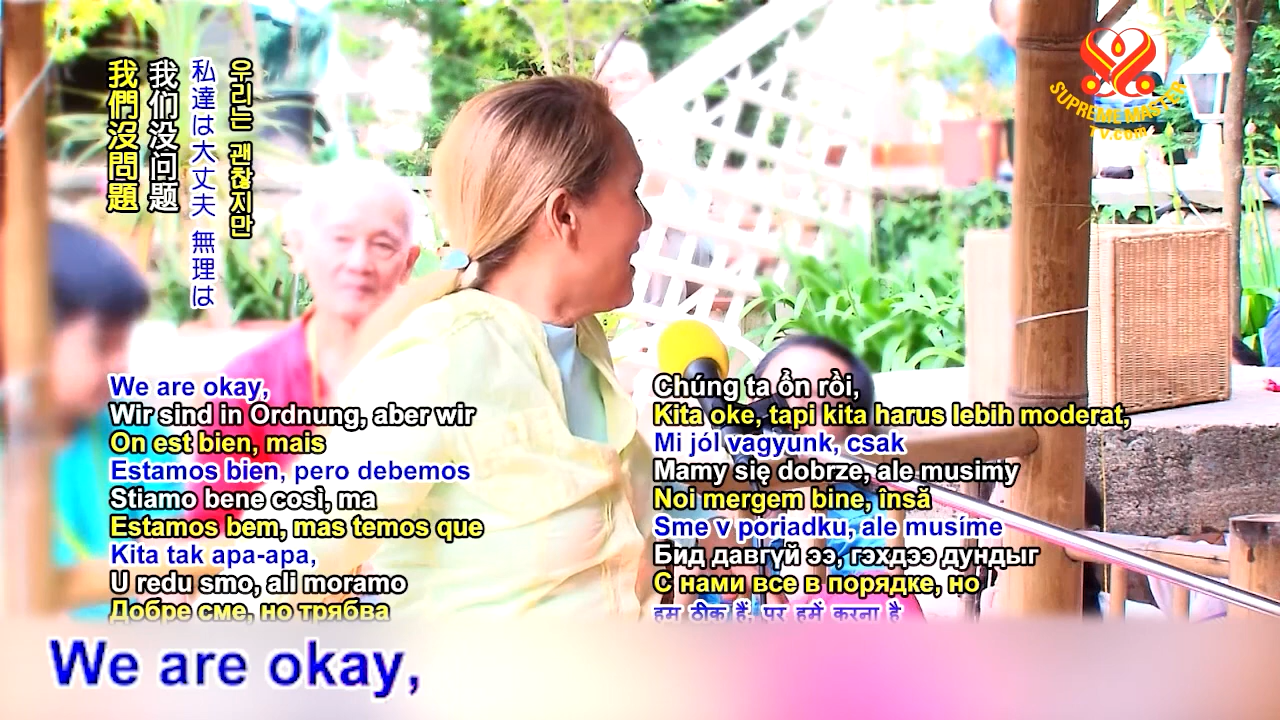 我們沒問題
我们没问题
私達は大丈夫 無理は
우리는 괜찮지만
SUPREME MASTER
TV.com
We are okay,
Wir sind in Ordnung, aber wir
On est bien, mais
Estamos bien, pero debemos
Stiamo bene così, ma
Estamos bem, mas temos que
Kita tak apa-apa,
U redu smo, ali moramo
Добре сме, но трябва
Chúng ta ổn rồi,
Kita oke, tapi kita harus lebih moderat,
Mi jól vagyunk, csak
Mamy się dobrze, ale musimy
Noi mergem bine, însă
Sme v poriadku, ale musíme
Бид давгүй ээ, гэхдээ дундыг
С нами все в порядке, но
हम ठीक हैं; पर हमें करना है
We are okay,